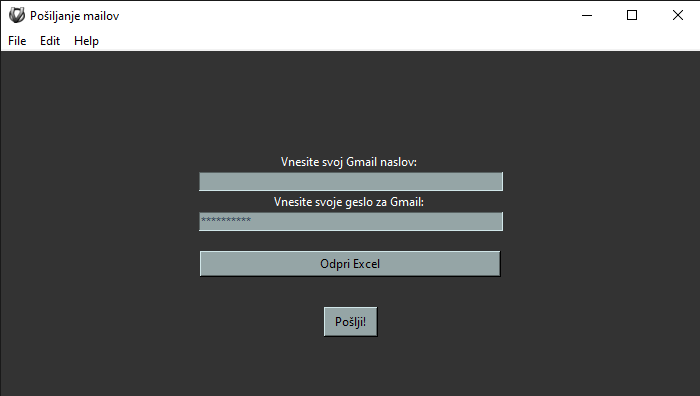 Pošiljanje mailov
File Edit Help
Vnesite svoj Gmail naslov:
Vnesite svoje geslo za Gmail:
**********
Odpri Excel
Pošlji!